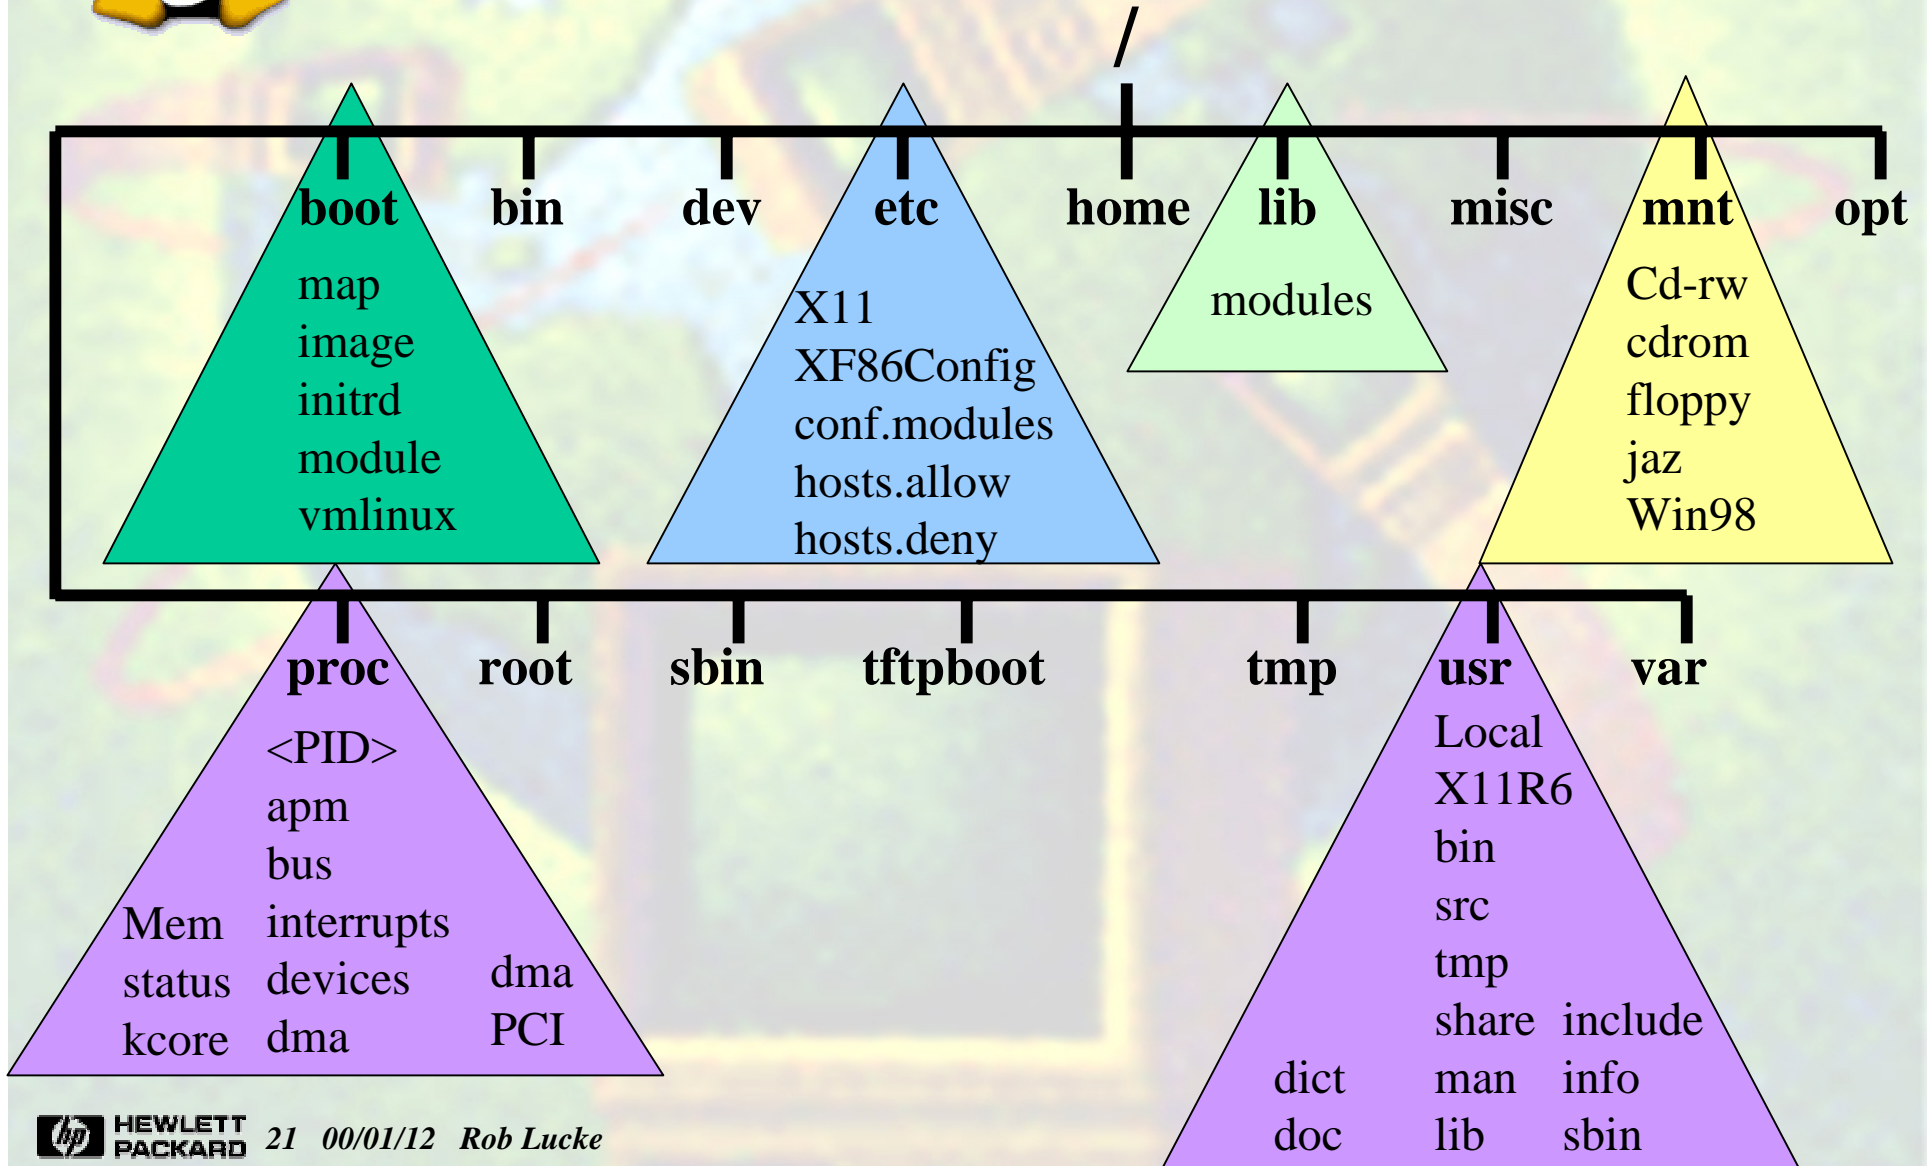 /
boot bin dev etc home lib misc mnt opt
map
image
initrd
module
vmlinux
X11
XF86Config
conf.modules
hosts.allow
hosts.deny
modules
Cd-rw
cdrom
floppy
jaz
Win98
proc root sbin tftpboot tmp usr var
<PID>
apm
bus
Mem interrupts
status devices dma
kcore dma PCI
Local
X11R6
bin
src
tmp
share include
dict man info
doc lib sbin
hp HEWLETT
PACKARD
21 00/01/12 Rob Lucke